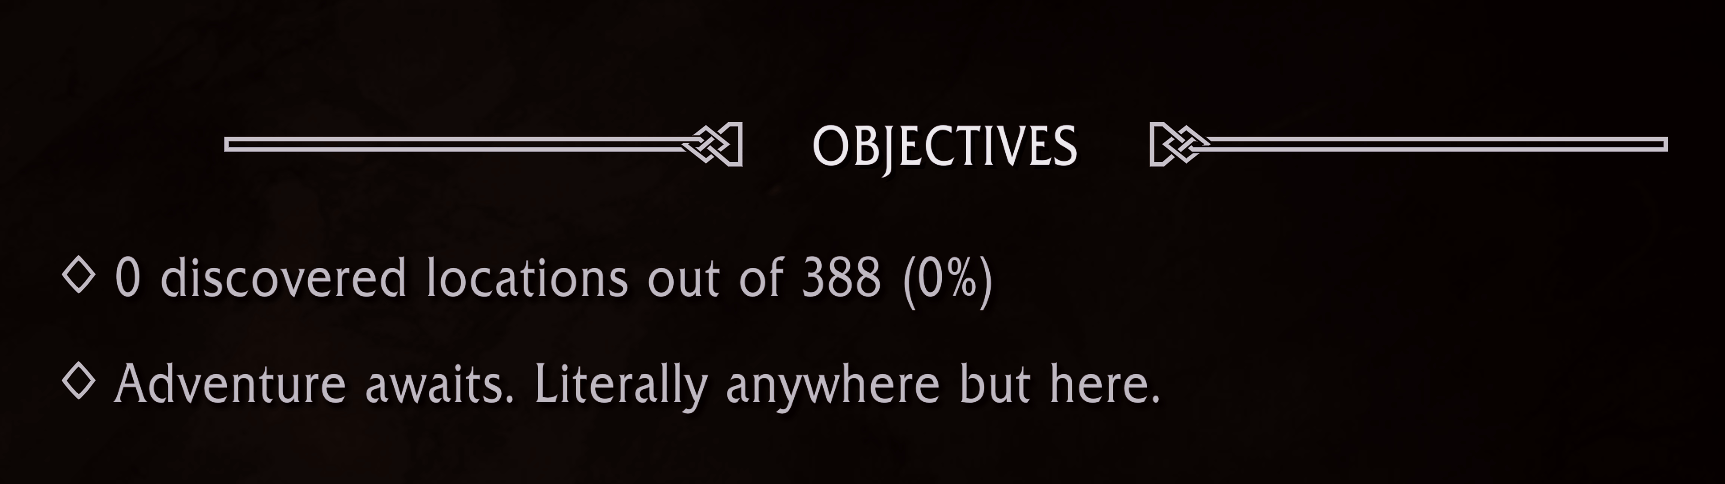 OBJECTIVES
0 discovered locations out of 388 (0%)
Adventure awaits. Literally anywhere but here.